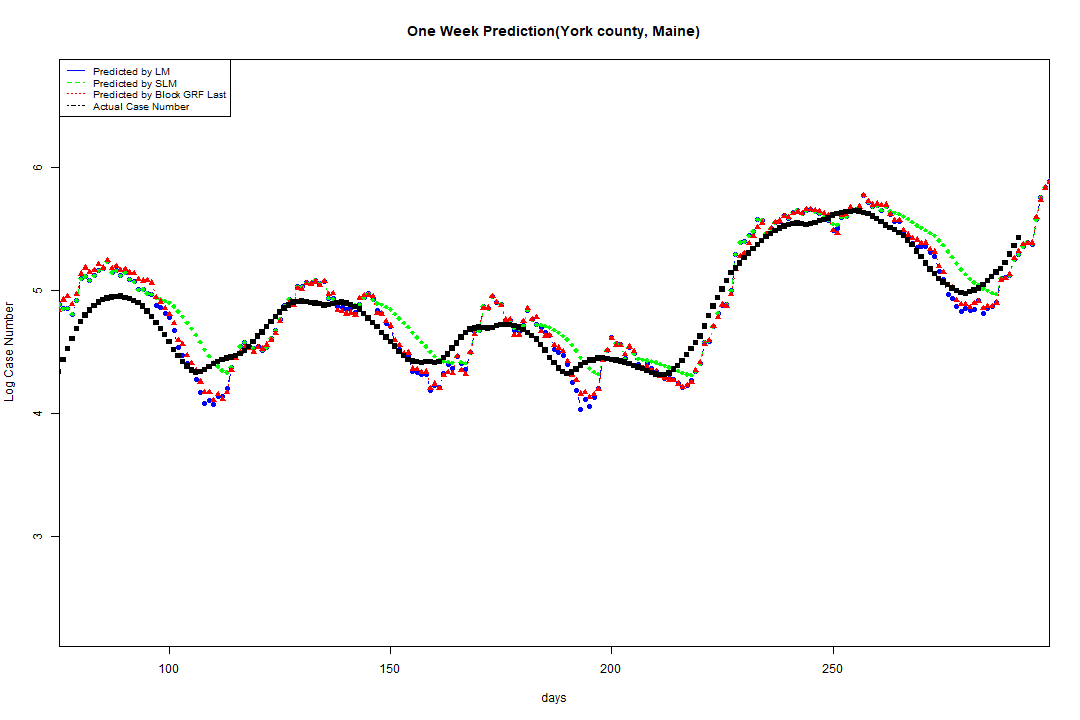 One Week Prediction(York county, Maine)
Predicted by LM
Predicted by SLM
Predicted by Block GRF Last
Actual Case Number
6
5
4
3
Log Case Number
100 150 200 250
days